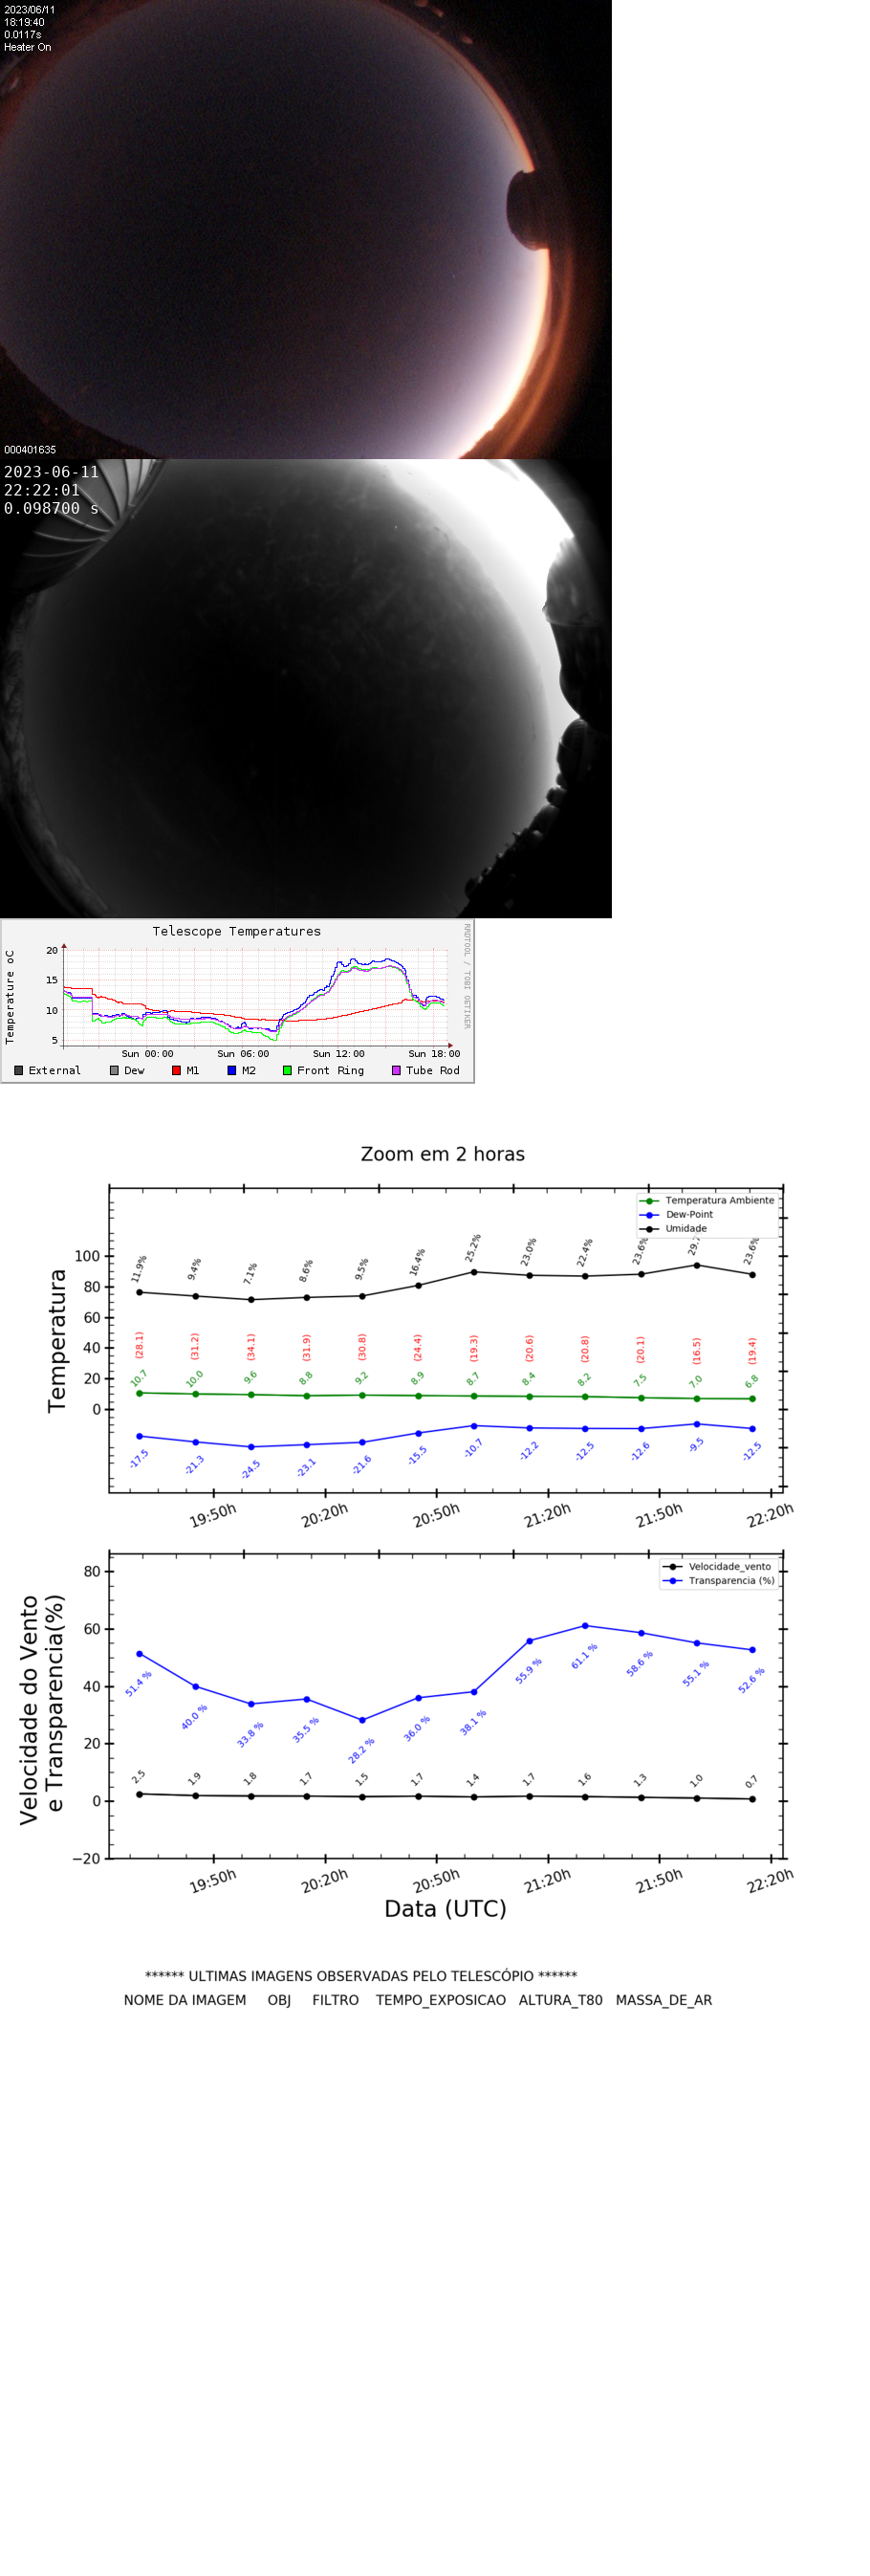 2023/06/11
18:19:40
0.0117s
Heater On
000401635
2023-06-11
22:22:01
0.098700 s
Telescope Temperatures
RRDTOOL / TOBI OETIKER
Temperature oC
20
15
10
5
Sun 00:00 Sun 06:00 Sun 12:00 Sun 18:00
External Dew M1 M2 Front Ring Tube Rod
Zoom em 2 horas
Temperatura Ambiente
Dew-Point
Umidade
Temperatura
100
80
60
40
20
0
11.9% 9.4% 7.1% 8.6% 9.5% 16.4% 25.2% 23.0% 22.4% 23.6% 29. 23.6%
(28.1) (31.2) (34.1) (31.9) (30.8) (24.4) (19.3) (20.6) (20.8) (20.1) (16.5) (19.4)
10.7 10.0 9.6 8.8 9.2 8.9 8.7 8.4 8.2 7.5 7.0 6.8
-17.5 -21.3 -24.5 -23.1 -21.6 -15.5 -10.7 -12.2 -12.5 -12.6 -9.5 -12.5
19:50h 20:20h 20:50h 21:20h 21:50h 22:20h
Velocidade_vento
Transparencia (%)
Velocidade do Vento
e Transparencia(%)
80
60
40
20
0
−20
51.4 % 40.0 % 33.8 % 35.5 % 28.2 % 36.0 % 38.1 % 55.9 % 61.1 % 58.6 % 55.1 % 52.6 %
2.5 1.9 1.8 1.7 1.5 1.7 1.4 1.7 1.6 1.3 1.0 0.7
19:50h 20:20h 20:50h 21:20h 21:50h 22:20h
Data (UTC)
****** ULTIMAS IMAGENS OBSERVADAS PELO TELESCÓPIO ******
NOME DA IMAGEM OBJ FILTRO TEMPO_EXPOSICAO ALTURA_T80 MASSA_DE_AR